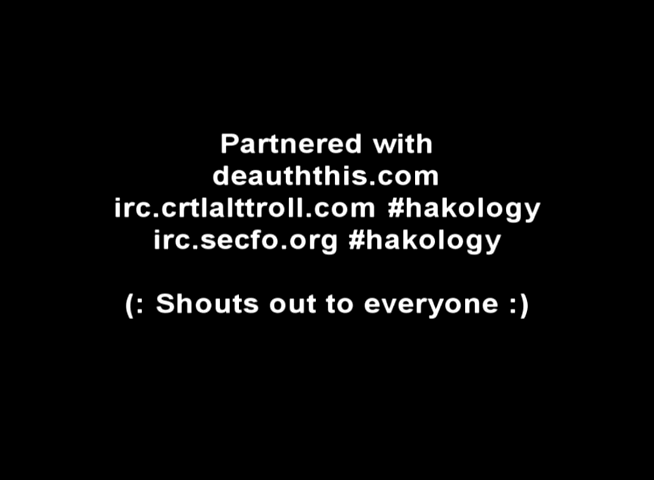 Partnered with
deauththis.com
irc.crtlalttroll.com #hakology
irc.secfo.org #hakology
(: Shouts out to everyone :)